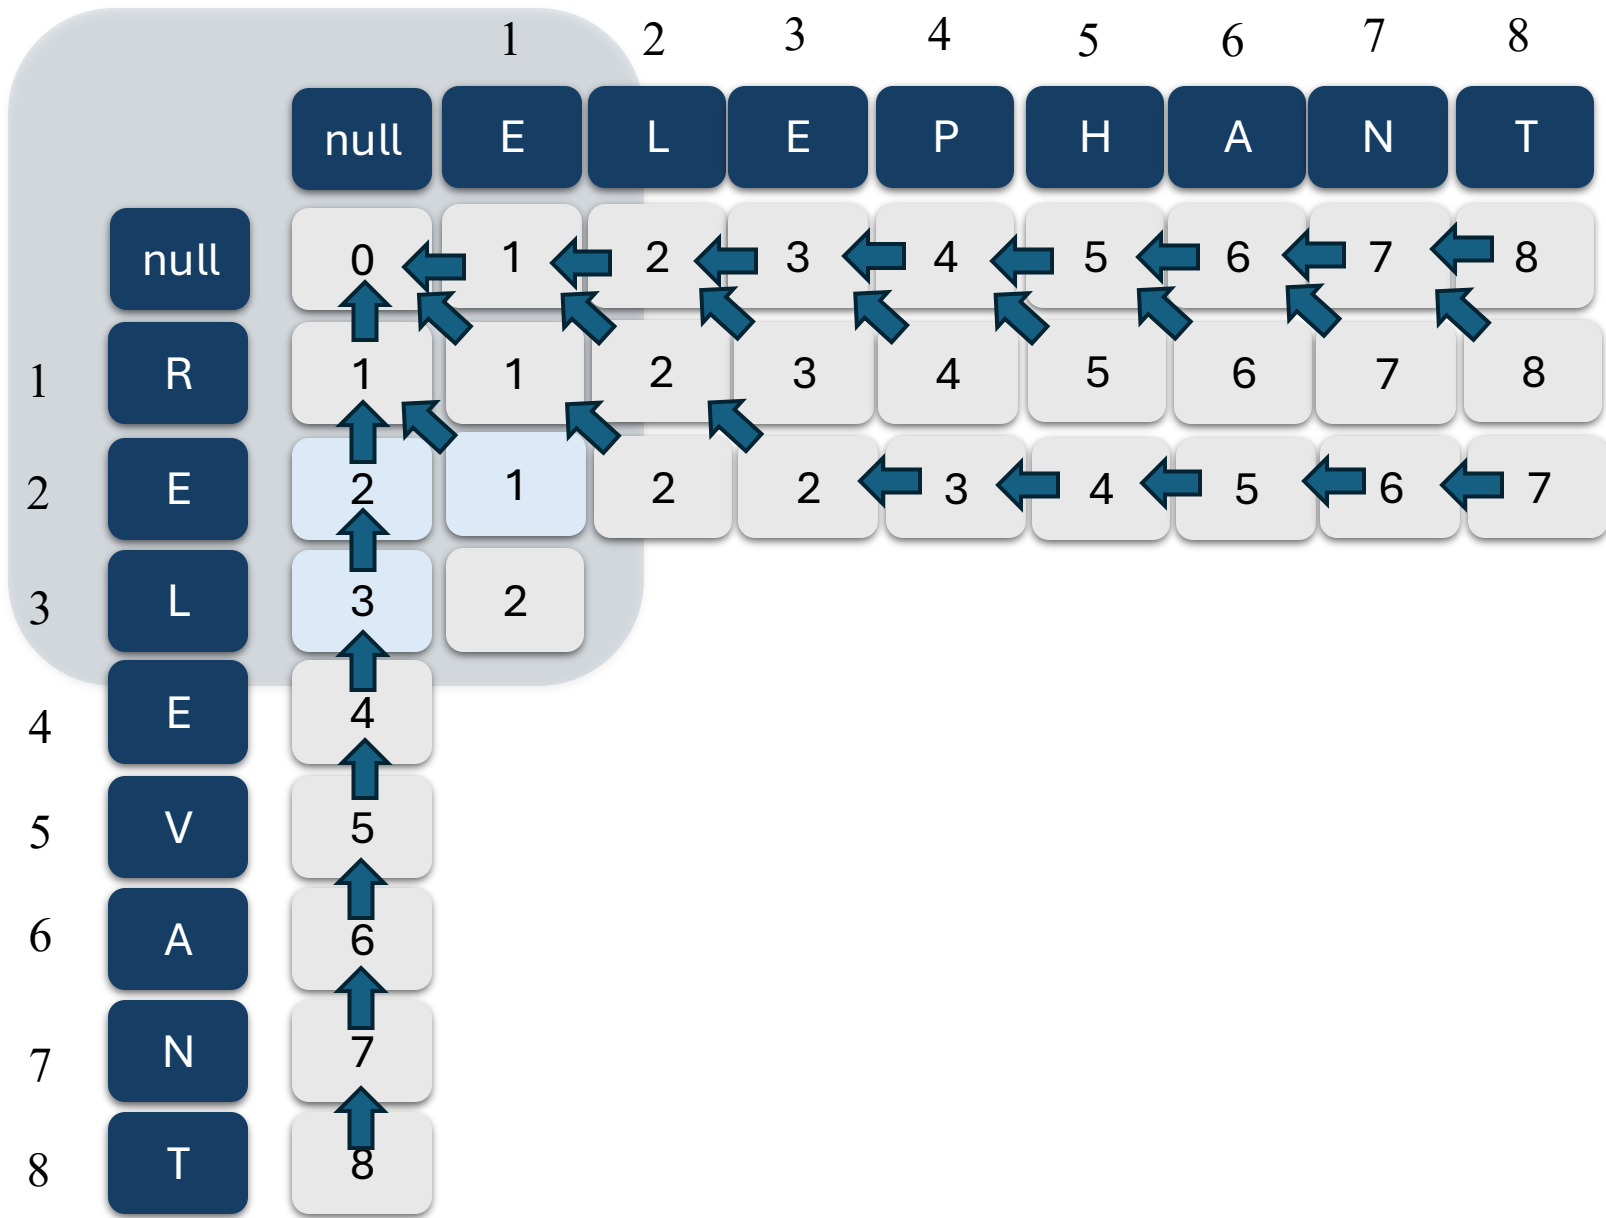 1 2 3 4 5 6 7 8
null E L E P H A N T
null 0 1 2 3 4 5 6 7 8
1 R 1 1 2 3 4 5 6 7 8
2 E 2 1 2 2 3 4 5 6 7
3 L 3 2
4 E 4
5 V 5
6 A 6
7 N 7
8 T 8